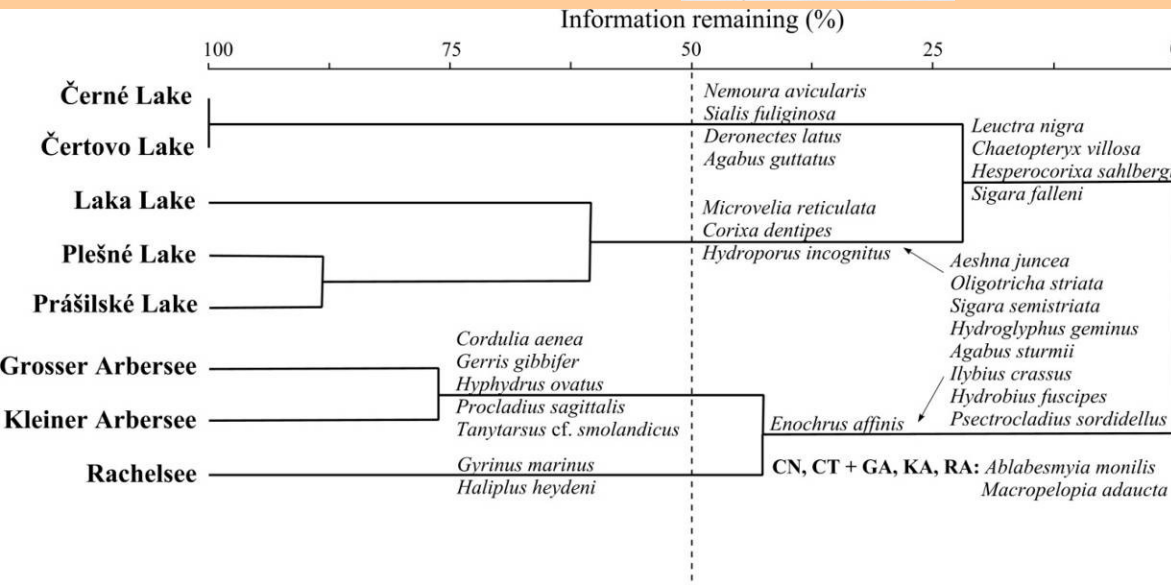 Information remaining (%)
100 75 50 25
Černé Lake
Čertovo Lake
Laka Lake
Plešné Lake
Prášilské Lake
Grosser Arbersee
Kleiner Arbersee
Rachelsee
Nemoura avicularis
Sialis fuliginosa
Deronectes latus
Agabus guttatus
Leuctra nigra
Chaetopteryx villosa
Hesperocorixa sahlbergi
Sigara falleni
Microvelia reticulata
Corixa dentipes
Hydroporus incognitus
Aeshna juncea
Oligotricha striata
Sigara semistriata
Hydroglyphus geminus
Agabus sturmii
Ilybius crassus
Hydrobius fuscipes
Psectrocladius sordidellus
Cordulia aenea
Gerris gibbifer
Hyphydrus ovatus
Procladius sagittalis
Tanytarsus cf. smolandicus
Enochrus affinis
Gyrinus marinus
Haliplus heydeni
CN, CT + GA, KA, RA: Ablabesmyia monilis
Macropelopia adaucta